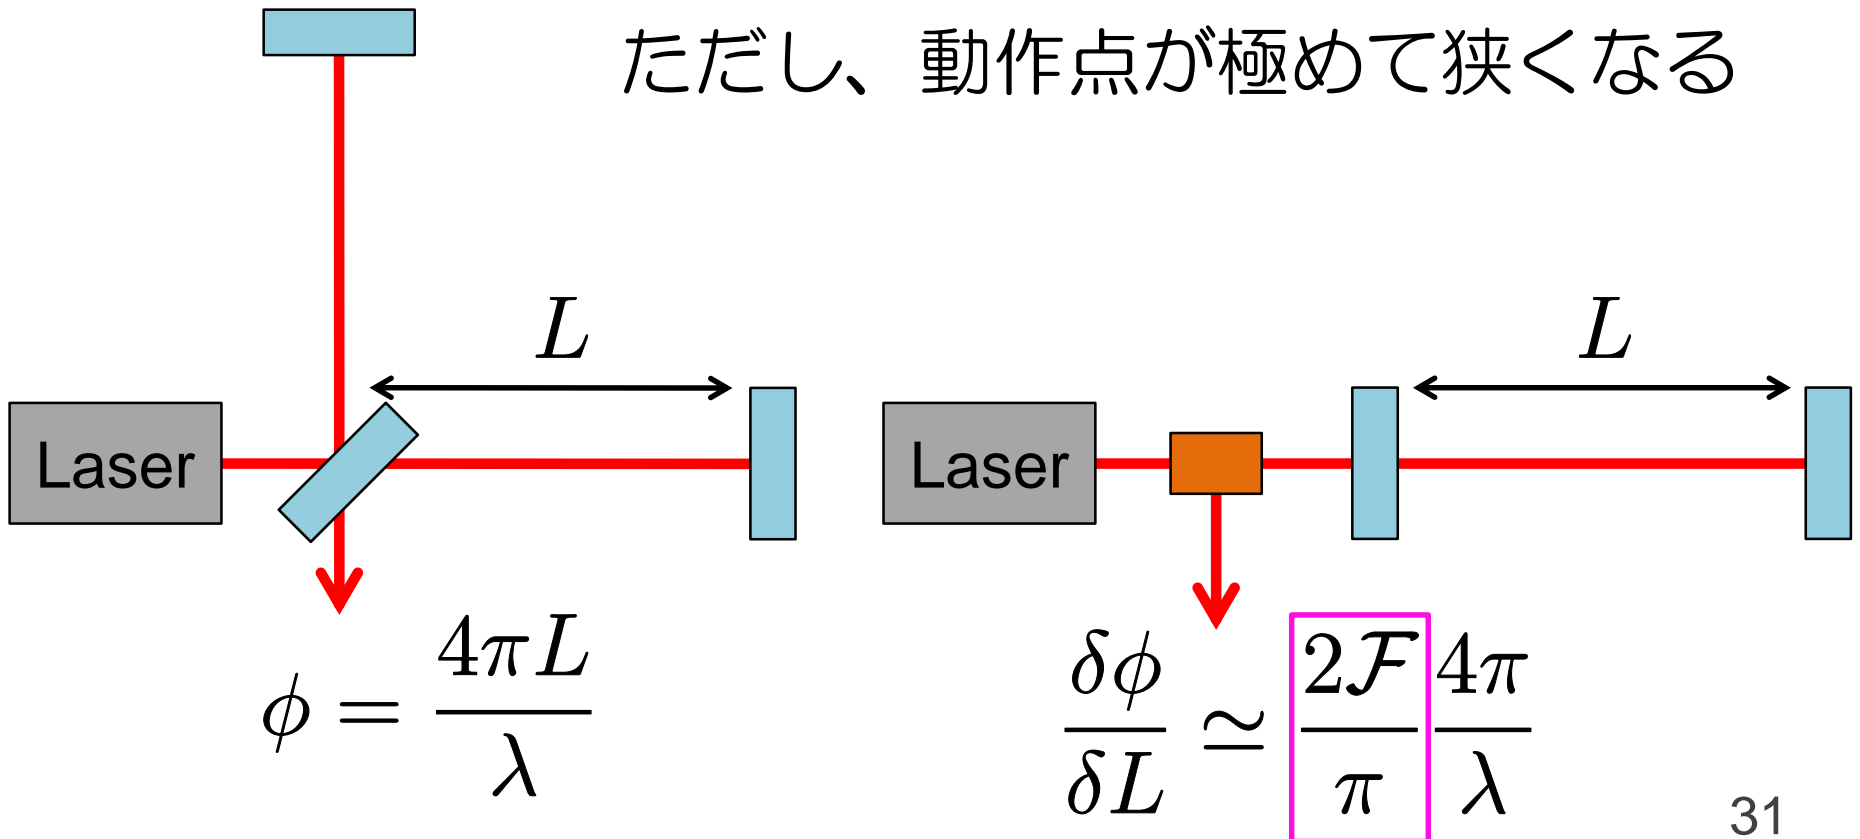 ただし、動作点が極めて狭くなる
L
L
Laser
Laser
ϕ = 4πL/λ
δϕ/δL ≃ 2ℱ/π 4π/λ
31